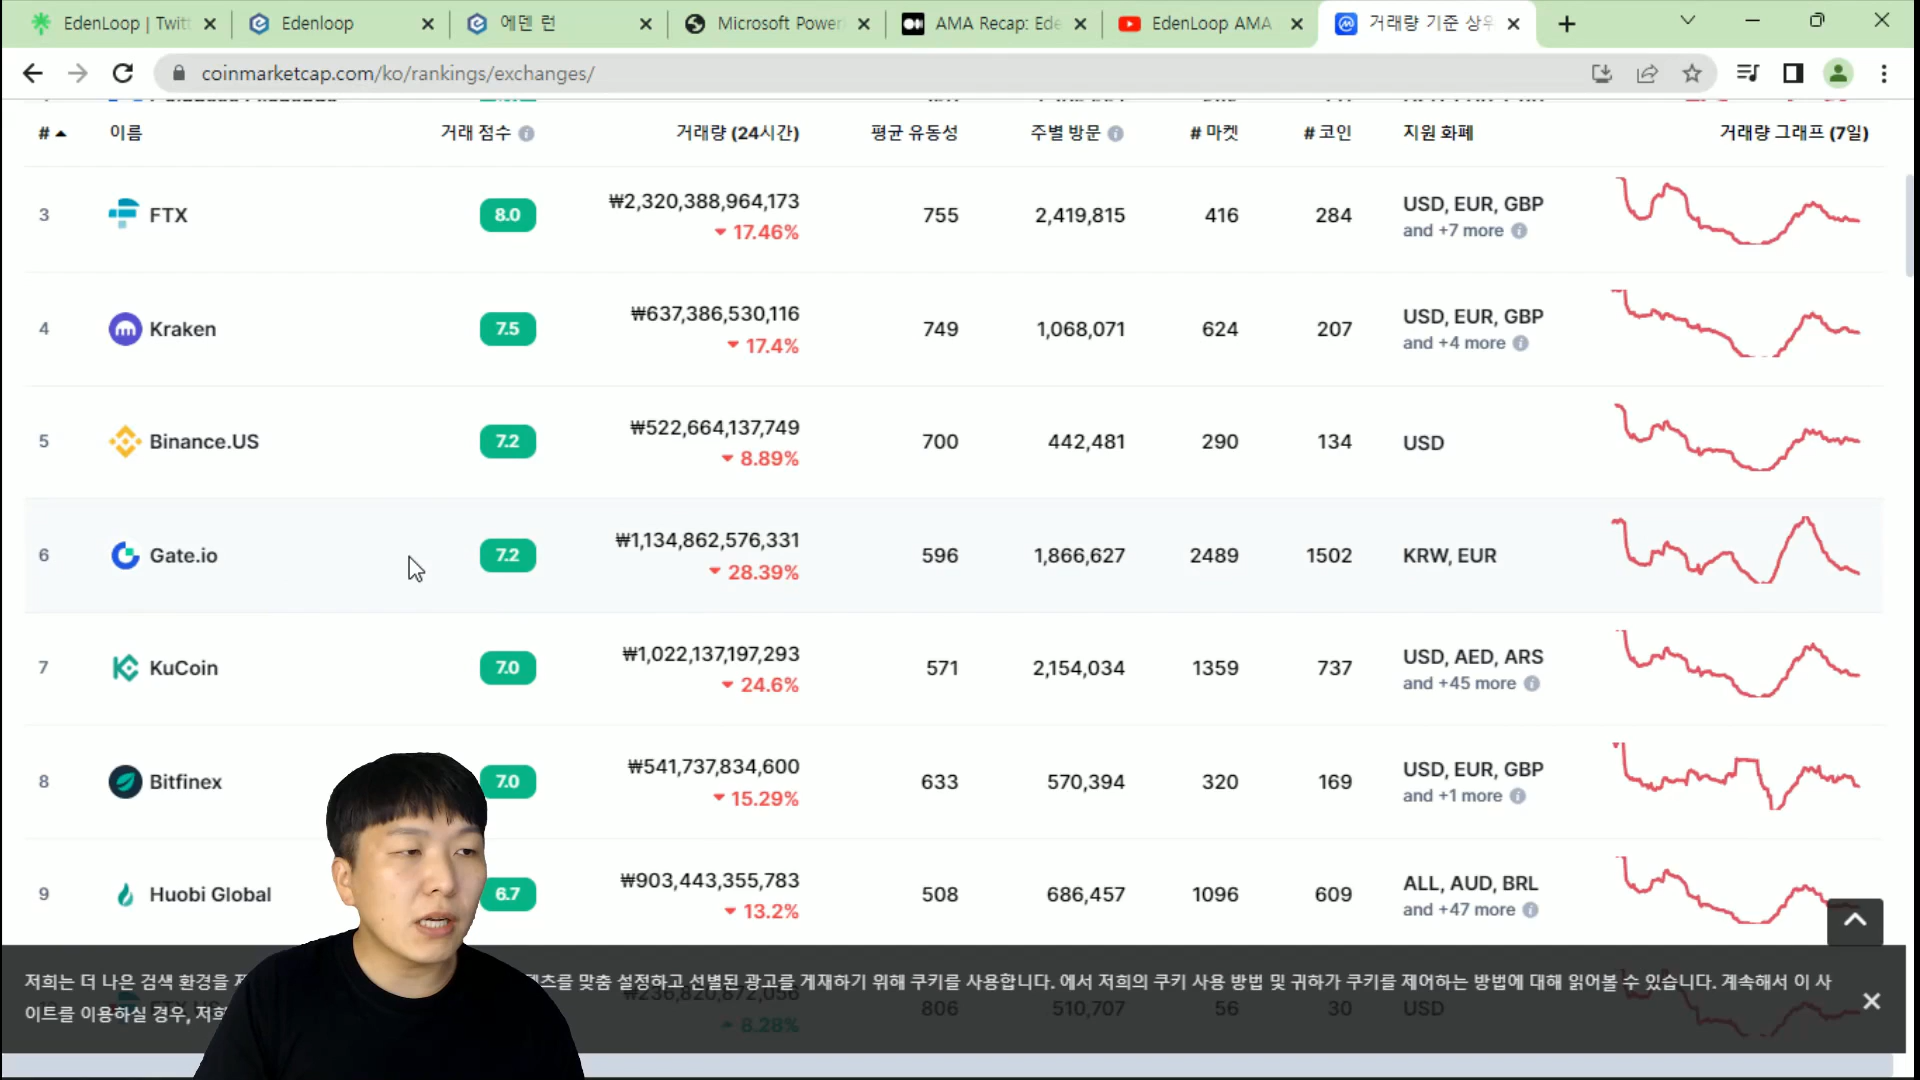 EdenLoop | Twitt
Edenloop
에덴 런
Microsoft Power
AMA Recap: Ede
EdenLoop AMA
거래량 기준 상위
coinmarketcap.com/ko/rankings/exchanges/
# 이름 거래 점수 거래량 (24시간) 평균 유동성 주별 방문 # 마켓 # 코인 지원 화폐 거래량 그래프 (7일)
3 FTX 8.0 ₩2,320,388,964,173 755 2,419,815 416 284 USD, EUR, GBP
17.46% and +7 more
4 Kraken 7.5 ₩637,386,530,116 749 1,068,071 624 207 USD, EUR, GBP
17.4% and +4 more
5 Binance.US 7.2 ₩522,664,137,749 700 442,481 290 134 USD
8.89%
6 Gate.io 7.2 ₩1,134,862,576,331 596 1,866,627 2489 1502 KRW, EUR
28.39%
7 KuCoin 7.0 ₩1,022,137,197,293 571 2,154,034 1359 737 USD, AED, ARS
24.6% and +45 more
8 Bitfinex 7.0 ₩541,737,834,600 633 570,394 320 169 USD, EUR, GBP
15.29% and +1 more
9 Huobi Global 6.7 ₩903,443,355,783 508 686,457 1096 609 ALL, AUD, BRL
13.2% and +47 more
저희는 더 나은 검색 환경을 맞춤 설정하고 선별된 광고를 게재하기 위해 쿠키를 사용합니다. 에서 저희의 쿠키 사용 방법 및 귀하가 쿠키를 제어하는 방법에 대해 읽어볼 수 있습니다. 계속해서 이 사
이트를 이용하실 경우, 저희
₩236,820,872,056 806 510,707 56 30 USD
8.28%